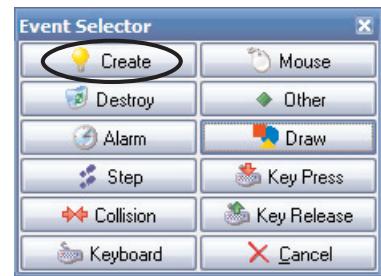 Event Selector
Create
Mouse
Destroy
Other
Alarm
Draw
Step
Key Press
Collision
Key Release
Keyboard
Cancel